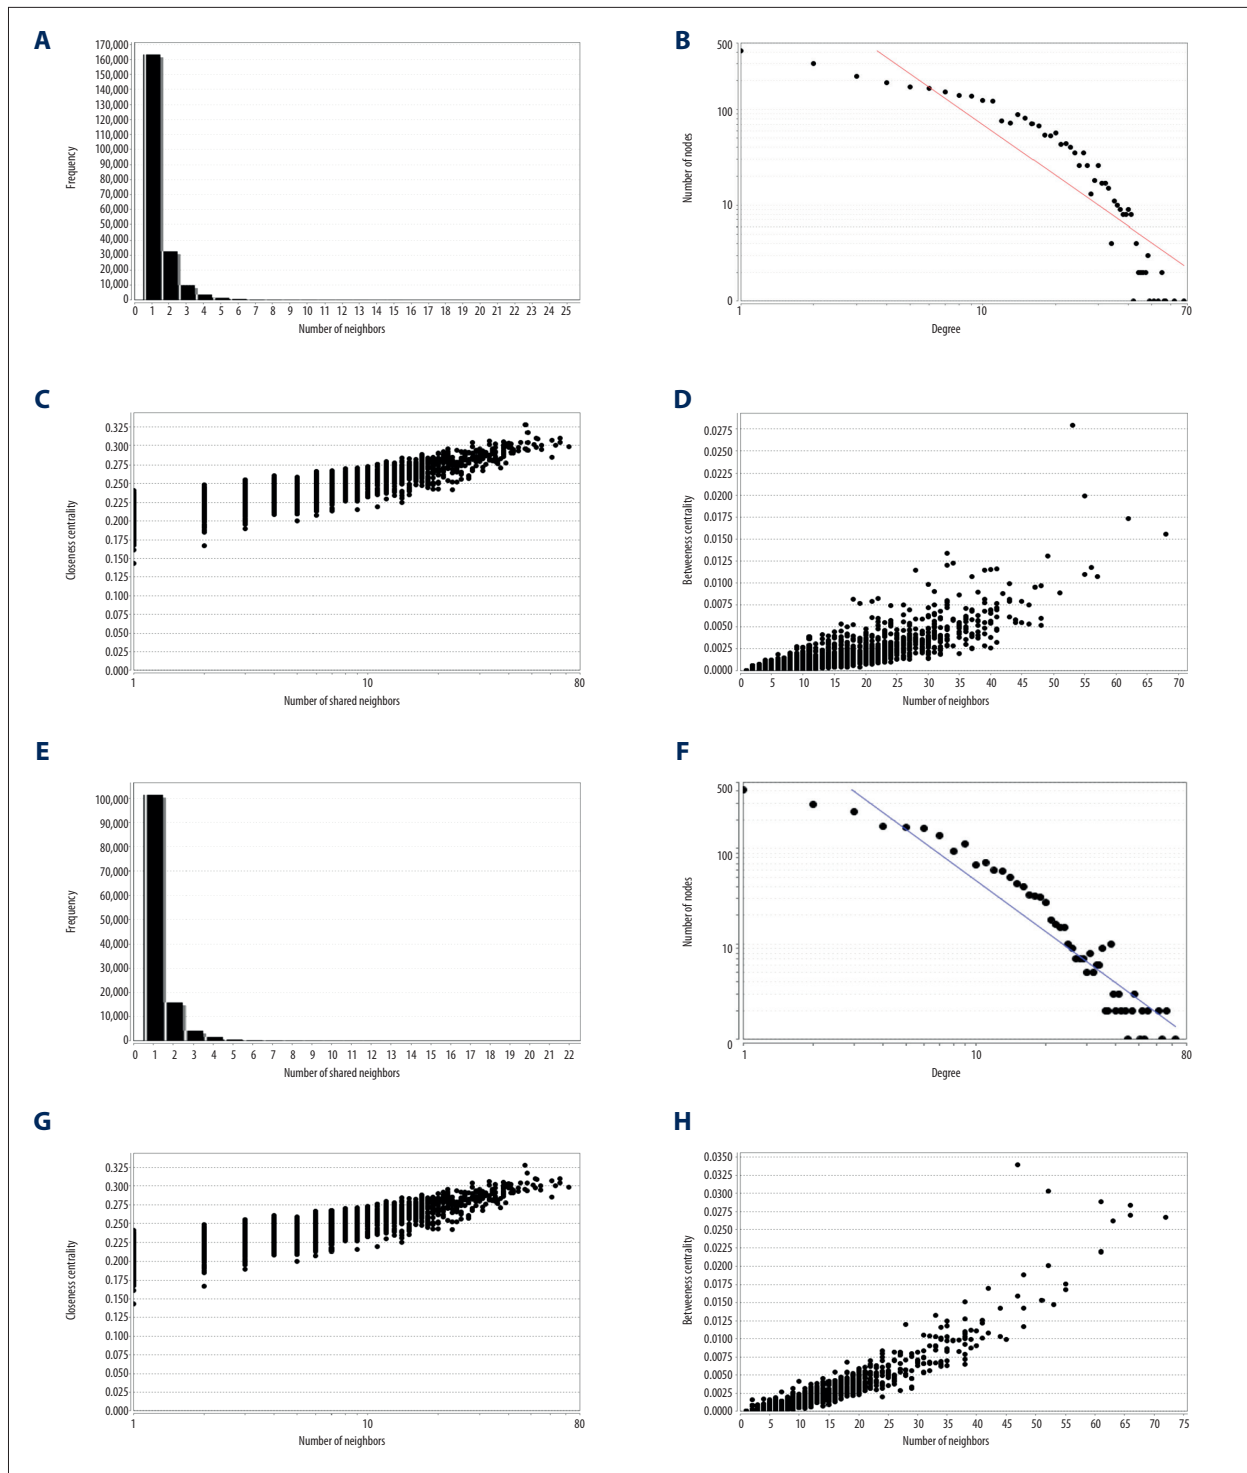 A
170,000
160,000
150,000
140,000
130,000
120,000
110,000
100,000
90,000
80,000
70,000
60,000
50,000
40,000
30,000
20,000
10,000
0
Frequency
0 1 2 3 4 5 6 7 8 9 10 11 12 13 14 15 16 17 18 19 20 21 22 23 24 25
Number of neighbors
B
500
100
10
0
Number of nodes
1 10 70
Degree
C
0.325
0.300
0.275
0.250
0.225
0.200
0.175
0.150
0.125
0.100
0.075
0.050
0.025
0.000
Closeness centrality
1 10 80
Number of shared neighbors
D
0.0275
0.0250
0.0225
0.0200
0.0175
0.0150
0.0125
0.0100
0.0075
0.0050
0.0025
0.0000
Betweeness centrality
0 5 10 15 20 25 30 35 40 45 50 55 60 65 70
Number of neighbors
E
100,000
90,000
80,000
70,000
60,000
50,000
40,000
30,000
20,000
10,000
0
Frequency
0 1 2 3 4 5 6 7 8 9 10 11 12 13 14 15 16 17 18 19 20 21 22
Number of shared neighbors
F
500
100
10
0
Number of nodes
1 10 80
Degree
G
0.325
0.300
0.275
0.250
0.225
0.200
0.175
0.150
0.125
0.100
0.075
0.050
0.025
0.000
Closeness centrality
1 10 80
Number of neighbors
H
0.0350
0.0325
0.0300
0.0275
0.0250
0.0225
0.0200
0.0175
0.0150
0.0125
0.0100
0.0075
0.0050
0.0025
0.0000
Betweeness centrality
0 5 10 15 20 25 30 35 40 45 50 55 60 65 70 75
Number of neighbors